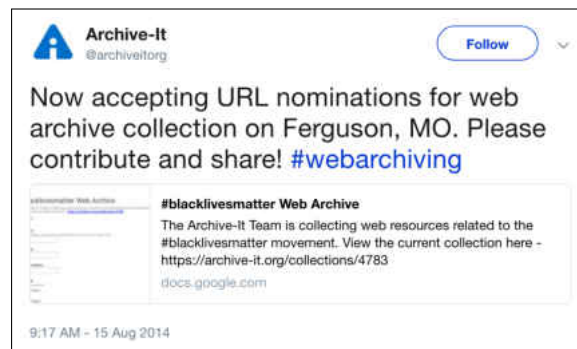 Archive-It
@archiveitorg
Follow
Now accepting URL nominations for web
archive collection on Ferguson, MO. Please
contribute and share! #webarchiving
#blacklivesmatter Web Archive
The Archive-It Team is collecting web resources related to the
#blacklivesmatter movement. View the current collection here -
https://archive-it.org/collections/4783
docs.google.com
9:17 AM - 15 Aug 2014